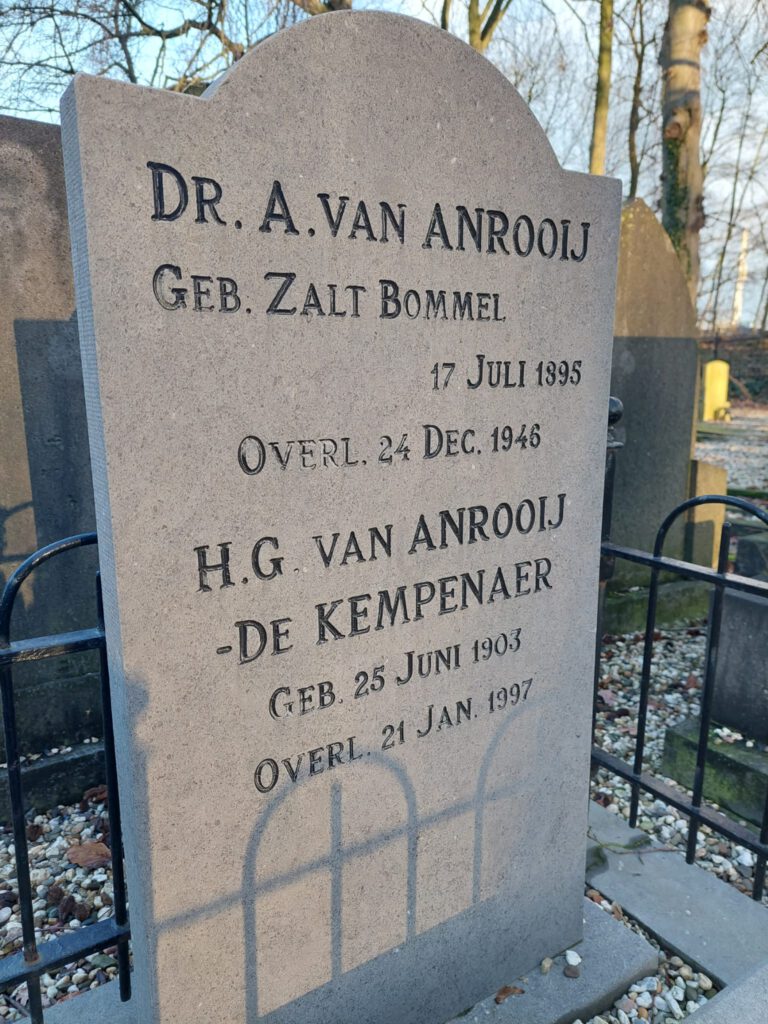 DR. A. VAN ANROOIJ
GEB. ZALT BOMMEL
17 JULI 1895
OVERL. 24 DEC. 1946
H.G. VAN ANROOIJ
-DE KEMPENAER
GEB. 25 JUNI 1903
OVERL. 21 JAN. 1997